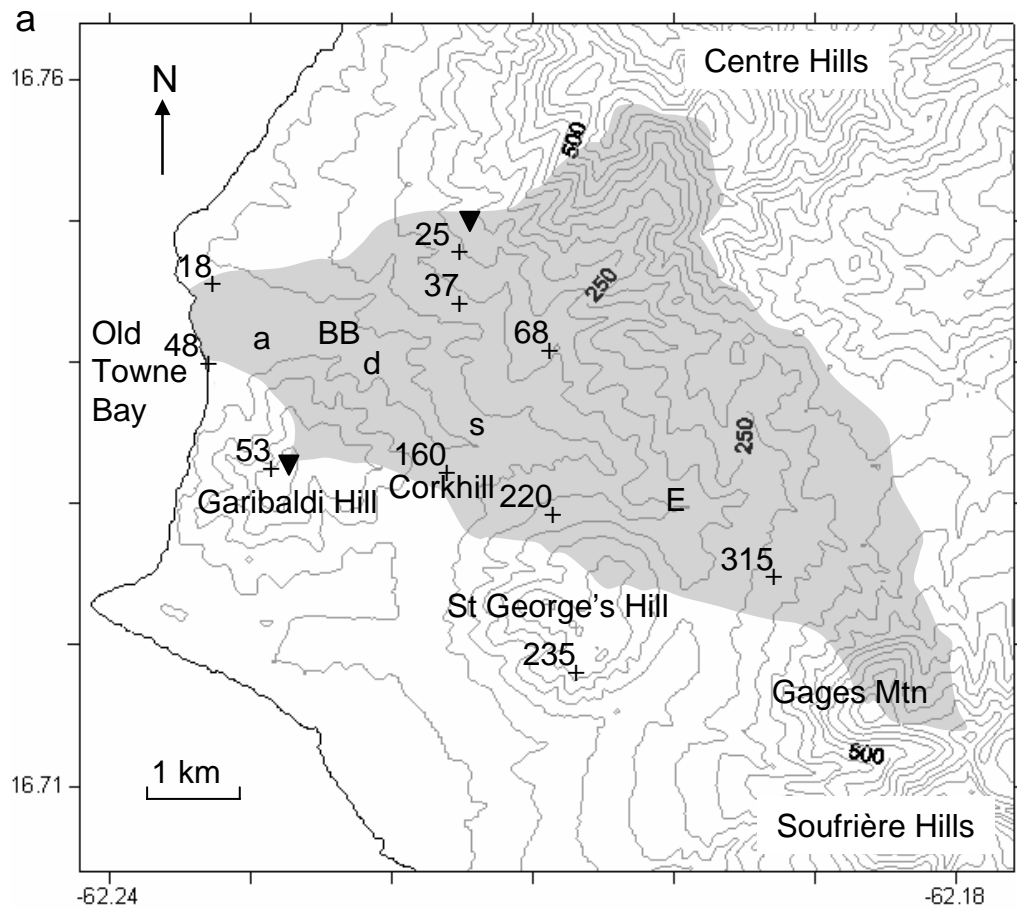 a
Centre Hills
16.76
N
500
25
18
37
250
Old
Towne
Bay
48
a
BB
d
68
s
250
53
160
Corkhill
Garibaldi Hill
220
E
315
St George's Hill
235
Gages Mtn
500
16.71
1 km
Soufrière Hills
-62.24
-62.18